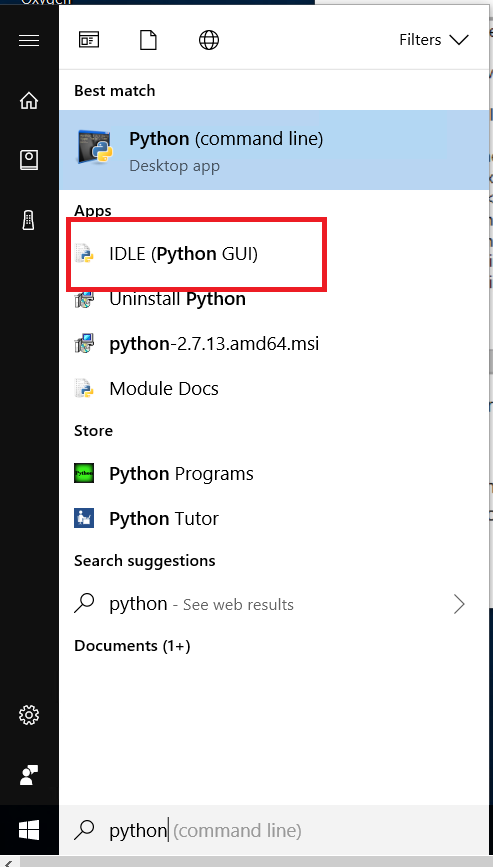 Oxygen
Filters
Best match
Python (command line)
Desktop app
Apps
IDLE (Python GUI)
Uninstall Python
python-2.7.13.amd64.msi
Module Docs
Store
Python Programs
Python Tutor
Search suggestions
python - See web results
Documents (1+)
python (command line)